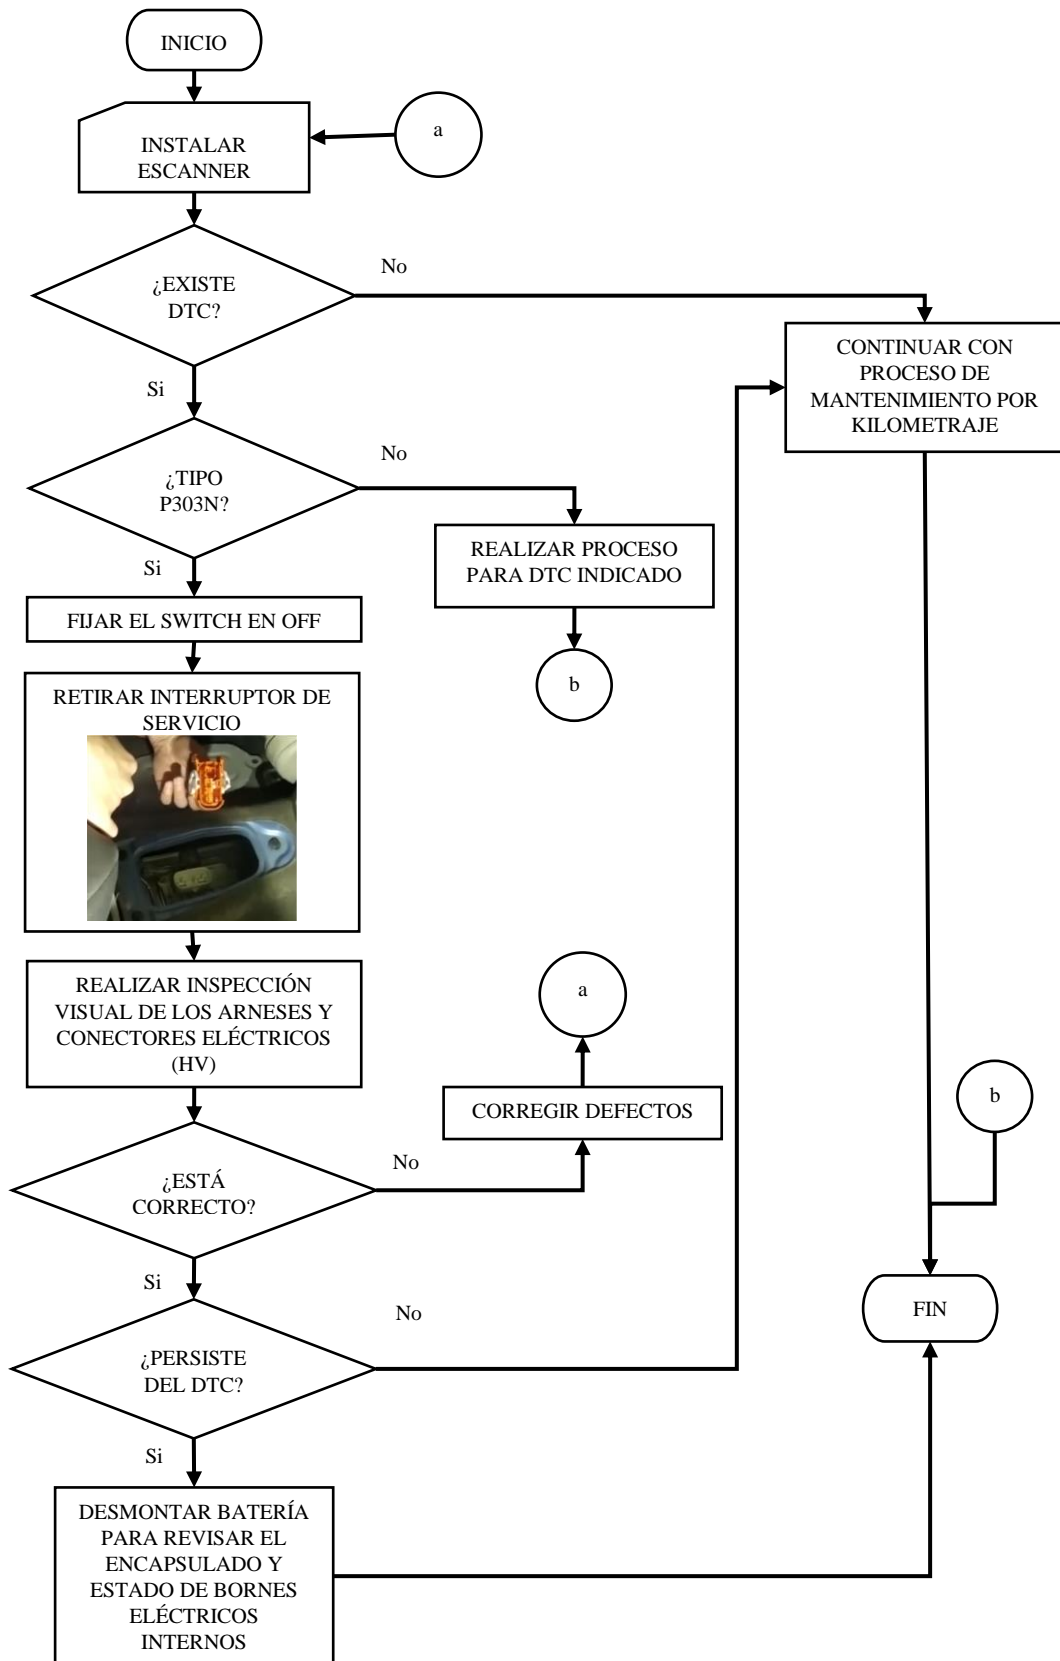 INICIO
a
INSTALAR
ESCANNER
No
¿EXISTE
DTC?
CONTINUAR CON
PROCESO DE
MANTENIMIENTO POR
KILOMETRAJE
Si
No
¿TIPO
P303N?
REALIZAR PROCESO
PARA DTC INDICADO
Si
FIJAR EL SWITCH EN OFF
b
RETIRAR INTERRUPTOR DE
SERVICIO
REALIZAR INSPECCIÓN
VISUAL DE LOS ARNESES Y
CONECTORES ELÉCTRICOS
(HV)
a
b
CORREGIR DEFECTOS
No
¿ESTÁ
CORRECTO?
Si
No
FIN
¿PERSISTE
DEL DTC?
Si
DESMONTAR BATERÍA
PARA REVISAR EL
ENCAPSULADO Y
ESTADO DE BORNES
ELÉCTRICOS
INTERNOS